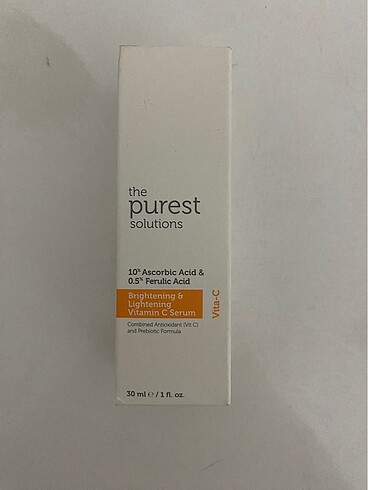 the
purest
solutions
10% Ascorbic Acid &
0.5% Ferulic Acid
Brightening &
Lightening
Vitamin C Serum
Vita-C
Combined Antioxidant (Vit C)
and Prebiotic Formula
30 ml ℮ / 1 fl. oz.